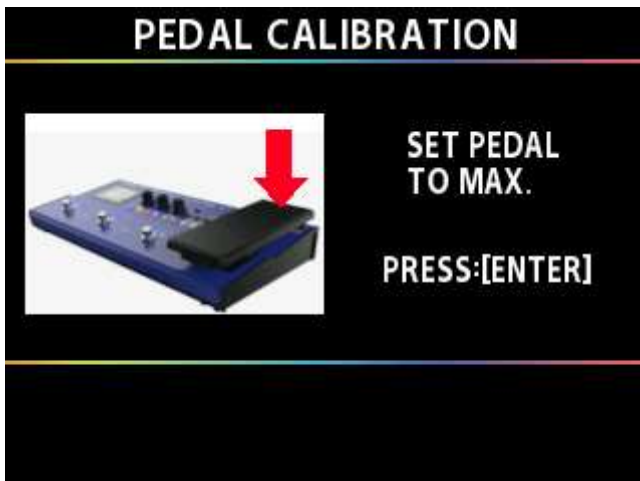 PEDAL CALIBRATION
SET PEDAL
TO MAX.
PRESS:[ENTER]